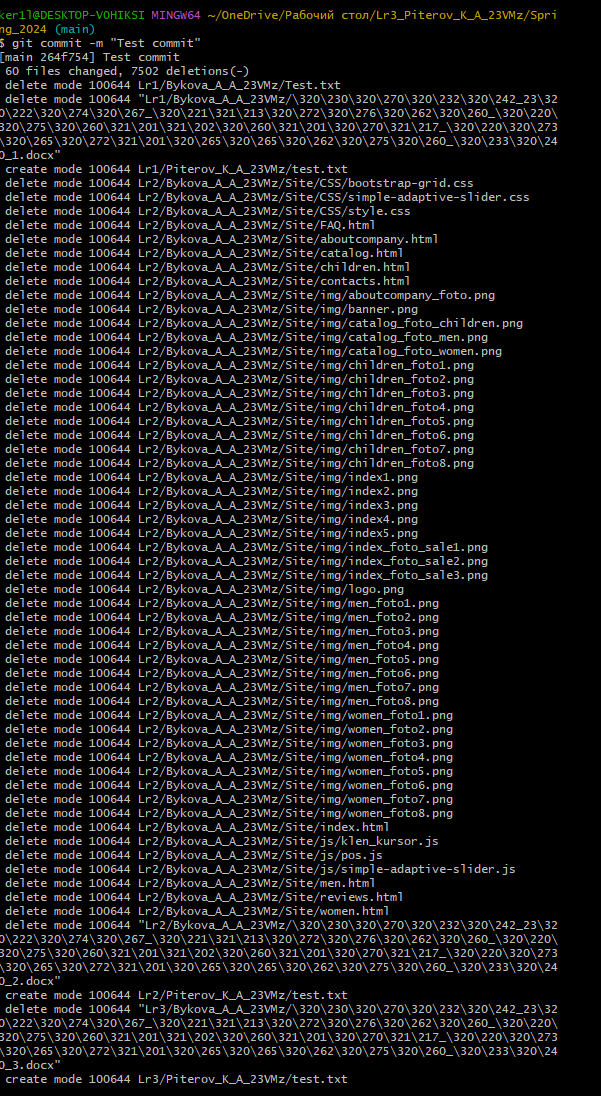 ker1l@DESKTOP-VOHIKSI MINGW64 ~/OneDrive/Рабочий стол/Lr3_Piterov_K_A_23VMz/Spri
ng_2024 (main)
$ git commit -m "Test commit"
[main 264f754] Test commit
60 files changed, 7502 deletions(-)
delete mode 100644 Lr1/Bykova_A_A_23VMz/Test.txt
delete mode 100644 "Lr1/Bykova_A_A_23VMz/\320\230\320\270\320\232\320\242_23\32
0\222\320\274\320\267_\320\221\321\213\320\272\320\276\320\262\320\260_\320\220\
320\275\320\260\321\201\321\202\320\260\321\201\320\270\321\217_\320\220\320\273
\320\265\320\272\321\201\320\265\320\265\320\262\320\275\320\260_\320\233\320\24
0_1.docx"
create mode 100644 Lr1/Piterov_K_A_23VMz/test.txt
delete mode 100644 Lr2/Bykova_A_A_23VMz/Site/CSS/bootstrap-grid.css
delete mode 100644 Lr2/Bykova_A_A_23VMz/Site/CSS/simple-adaptive-slider.css
delete mode 100644 Lr2/Bykova_A_A_23VMz/Site/CSS/style.css
delete mode 100644 Lr2/Bykova_A_A_23VMz/Site/FAQ.html
delete mode 100644 Lr2/Bykova_A_A_23VMz/Site/aboutcompany.html
delete mode 100644 Lr2/Bykova_A_A_23VMz/Site/catalog.html
delete mode 100644 Lr2/Bykova_A_A_23VMz/Site/children.html
delete mode 100644 Lr2/Bykova_A_A_23VMz/Site/contacts.html
delete mode 100644 Lr2/Bykova_A_A_23VMz/Site/img/aboutcompany_foto.png
delete mode 100644 Lr2/Bykova_A_A_23VMz/Site/img/banner.png
delete mode 100644 Lr2/Bykova_A_A_23VMz/Site/img/catalog_foto_children.png
delete mode 100644 Lr2/Bykova_A_A_23VMz/Site/img/catalog_foto_men.png
delete mode 100644 Lr2/Bykova_A_A_23VMz/Site/img/catalog_foto_women.png
delete mode 100644 Lr2/Bykova_A_A_23VMz/Site/img/children_foto1.png
delete mode 100644 Lr2/Bykova_A_A_23VMz/Site/img/children_foto2.png
delete mode 100644 Lr2/Bykova_A_A_23VMz/Site/img/children_foto3.png
delete mode 100644 Lr2/Bykova_A_A_23VMz/Site/img/children_foto4.png
delete mode 100644 Lr2/Bykova_A_A_23VMz/Site/img/children_foto5.png
delete mode 100644 Lr2/Bykova_A_A_23VMz/Site/img/children_foto6.png
delete mode 100644 Lr2/Bykova_A_A_23VMz/Site/img/children_foto7.png
delete mode 100644 Lr2/Bykova_A_A_23VMz/Site/img/children_foto8.png
delete mode 100644 Lr2/Bykova_A_A_23VMz/Site/img/index1.png
delete mode 100644 Lr2/Bykova_A_A_23VMz/Site/img/index2.png
delete mode 100644 Lr2/Bykova_A_A_23VMz/Site/img/index3.png
delete mode 100644 Lr2/Bykova_A_A_23VMz/Site/img/index4.png
delete mode 100644 Lr2/Bykova_A_A_23VMz/Site/img/index5.png
delete mode 100644 Lr2/Bykova_A_A_23VMz/Site/img/index_foto_sale1.png
delete mode 100644 Lr2/Bykova_A_A_23VMz/Site/img/index_foto_sale2.png
delete mode 100644 Lr2/Bykova_A_A_23VMz/Site/img/index_foto_sale3.png
delete mode 100644 Lr2/Bykova_A_A_23VMz/Site/img/logo.png
delete mode 100644 Lr2/Bykova_A_A_23VMz/Site/img/men_foto1.png
delete mode 100644 Lr2/Bykova_A_A_23VMz/Site/img/men_foto2.png
delete mode 100644 Lr2/Bykova_A_A_23VMz/Site/img/men_foto3.png
delete mode 100644 Lr2/Bykova_A_A_23VMz/Site/img/men_foto4.png
delete mode 100644 Lr2/Bykova_A_A_23VMz/Site/img/men_foto5.png
delete mode 100644 Lr2/Bykova_A_A_23VMz/Site/img/men_foto6.png
delete mode 100644 Lr2/Bykova_A_A_23VMz/Site/img/men_foto7.png
delete mode 100644 Lr2/Bykova_A_A_23VMz/Site/img/men_foto8.png
delete mode 100644 Lr2/Bykova_A_A_23VMz/Site/img/women_foto1.png
delete mode 100644 Lr2/Bykova_A_A_23VMz/Site/img/women_foto2.png
delete mode 100644 Lr2/Bykova_A_A_23VMz/Site/img/women_foto3.png
delete mode 100644 Lr2/Bykova_A_A_23VMz/Site/img/women_foto4.png
delete mode 100644 Lr2/Bykova_A_A_23VMz/Site/img/women_foto5.png
delete mode 100644 Lr2/Bykova_A_A_23VMz/Site/img/women_foto6.png
delete mode 100644 Lr2/Bykova_A_A_23VMz/Site/img/women_foto7.png
delete mode 100644 Lr2/Bykova_A_A_23VMz/Site/img/women_foto8.png
delete mode 100644 Lr2/Bykova_A_A_23VMz/Site/index.html
delete mode 100644 Lr2/Bykova_A_A_23VMz/Site/js/klen_kursor.js
delete mode 100644 Lr2/Bykova_A_A_23VMz/Site/js/pos.js
delete mode 100644 Lr2/Bykova_A_A_23VMz/Site/js/simple-adaptive-slider.js
delete mode 100644 Lr2/Bykova_A_A_23VMz/Site/men.html
delete mode 100644 Lr2/Bykova_A_A_23VMz/Site/reviews.html
delete mode 100644 Lr2/Bykova_A_A_23VMz/Site/women.html
delete mode 100644 "Lr2/Bykova_A_A_23VMz/\320\230\320\270\320\232\320\242_23\32
0\222\320\274\320\267_\320\221\321\213\320\272\320\276\320\262\320\260_\320\220\
320\275\320\260\321\201\321\202\320\260\321\201\320\270\321\217_\320\220\320\273
\320\265\320\272\321\201\320\265\320\265\320\262\320\275\320\260_\320\233\320\24
0_2.docx"
create mode 100644 Lr2/Piterov_K_A_23VMz/test.txt
delete mode 100644 "Lr3/Bykova_A_A_23VMz/\320\230\320\270\320\232\320\242_23\32
0\222\320\274\320\267_\320\221\321\213\320\272\320\276\320\262\320\260_\320\220\
320\275\320\260\321\201\321\202\320\260\321\201\320\270\321\217_\320\220\320\273
\320\265\320\272\321\201\320\265\320\265\320\262\320\275\320\260_\320\233\320\24
0_3.docx"
create mode 100644 Lr3/Piterov_K_A_23VMz/test.txt